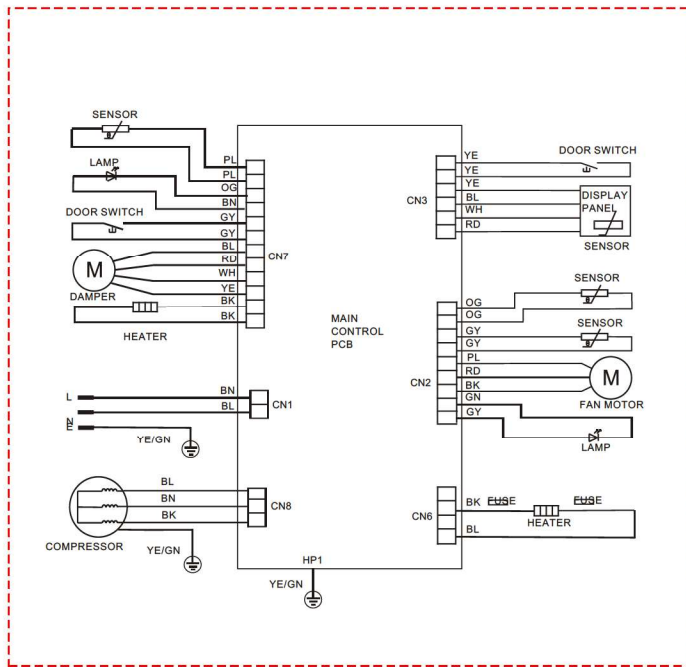 SENSOR
PL
PL
LAMP
OG
BN
DOOR SWITCH
GY
GY
BL
RD
WH
YE
M
DAMPER
BK
BK
HEATER
CN7
MAIN
CONTROL
PCB
YE
DOOR SWITCH
YE
YE
BL
WH
RD
CN3
DISPLAY
PANEL
SENSOR
SENSOR
OG
OG
SENSOR
GY
GY
PL
RD
BK
GN
GY
CN2
M
FAN MOTOR
LAMP
L
BN
BL
CN1
N
E
YE/GN
BL
BN
BK
CN8
COMPRESSOR
YE/GN
BK
FUSE
FUSE
HEATER
CN6
BL
HP1
YE/GN